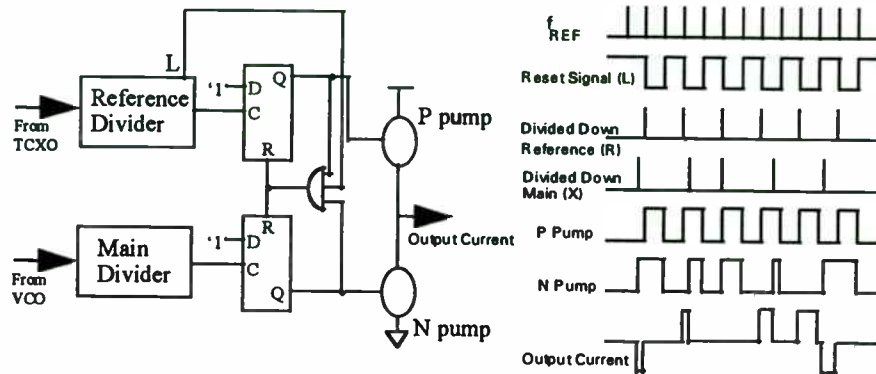 L
Reference
Divider
From
TCXO
'1'
D
Q
C
R
P pump
Output Current
R
'1'
D
C
Q
Main
Divider
From
VCO
N pump
f
REF
Reset Signal (L)
Divided Down
Reference (R)
Divided Down
Main (X)
P Pump
N Pump
Output Current